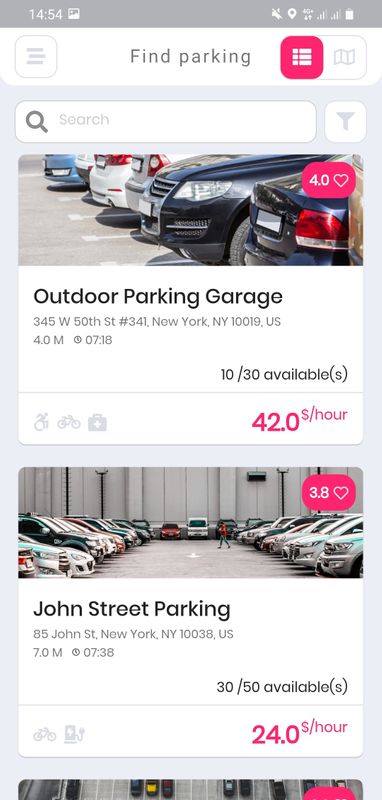 14:54
4G+
Find parking
Search
4.0
Outdoor Parking Garage
345 W 50th St #341, New York, NY 10019, US
4.0 M 07:18
10 /30 available(s)
42.0 $/hour
3.8
John Street Parking
85 John St, New York, NY 10038, US
7.0 M 07:38
30 /50 available(s)
24.0 $/hour